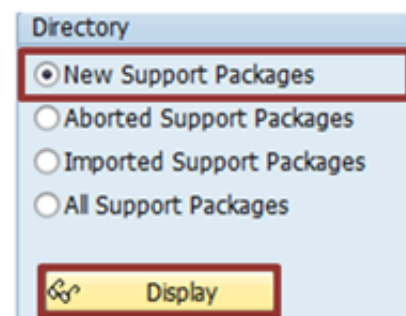 Directory
New Support Packages
Aborted Support Packages
Imported Support Packages
All Support Packages
Display